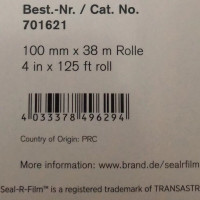 Best.-Nr. / Cat. No.
701621
100 mm x 38 m Rolle
4 in x 125 ft roll
4 033378 496294
Country of Origin: PRC
More information: www.brand.de/sealrfilm
Seal-R-Film™ is a registered trademark of TRANSASTR